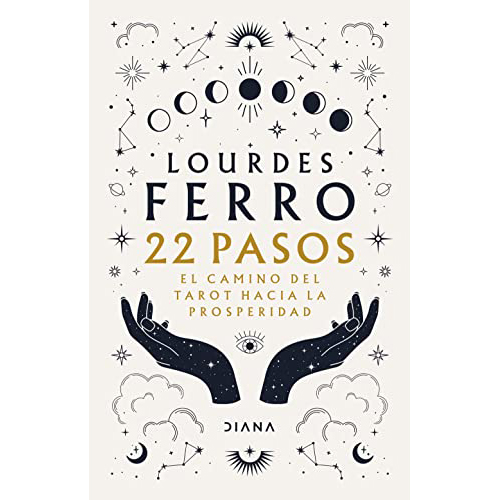 LOURDES
FERRO
22 PASOS
EL CAMINO DEL
TAROT HACIA LA
PROSPERIDAD
DIANA